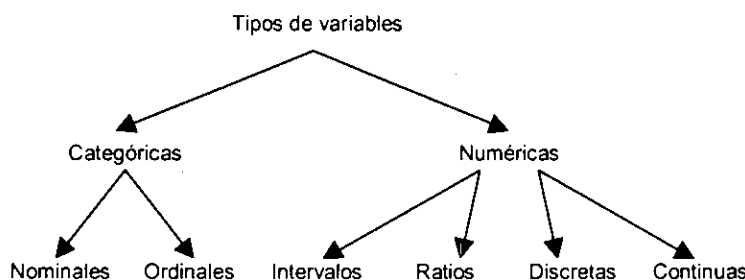 Tipos de variables
Categóricas Numéricas
Nominales Ordinales Intervalos Ratios Discretas Continuas